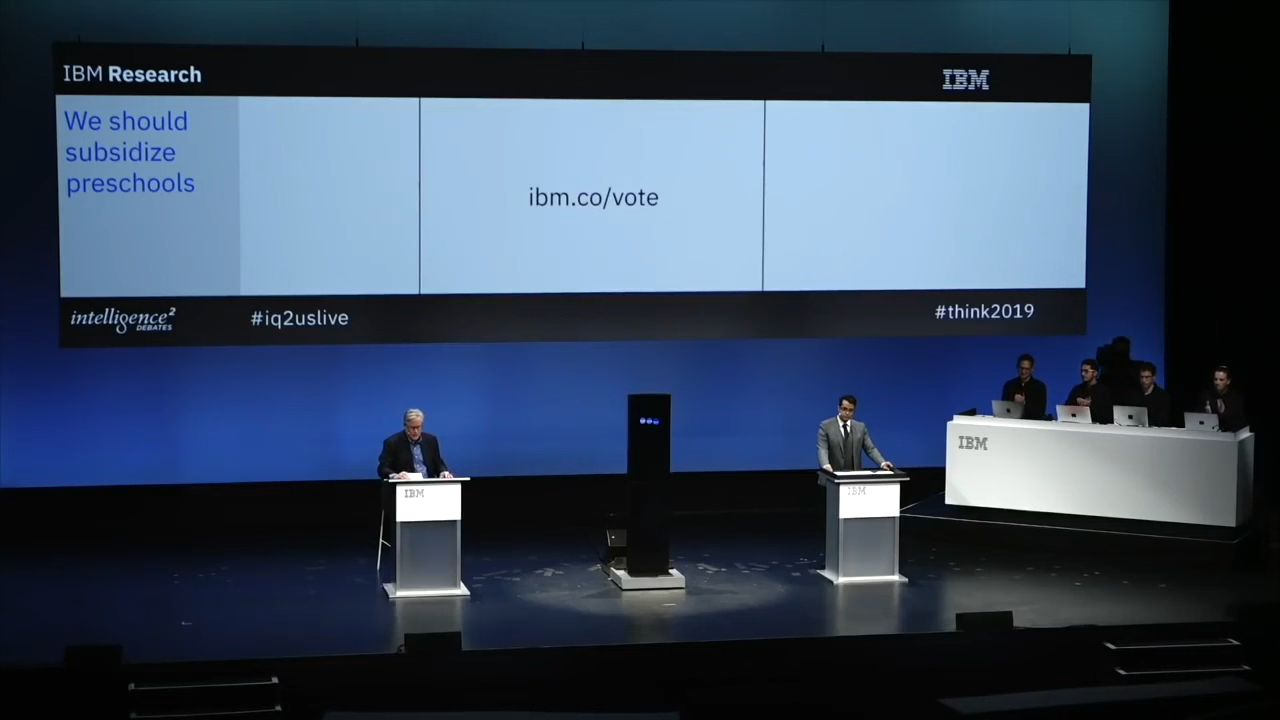 IBM Research
IBM
We should
subsidize
preschools
ibm.co/vote
intelligence²
DEBATES
#iq2uslive
#think2019
IBM
IBM
IBM